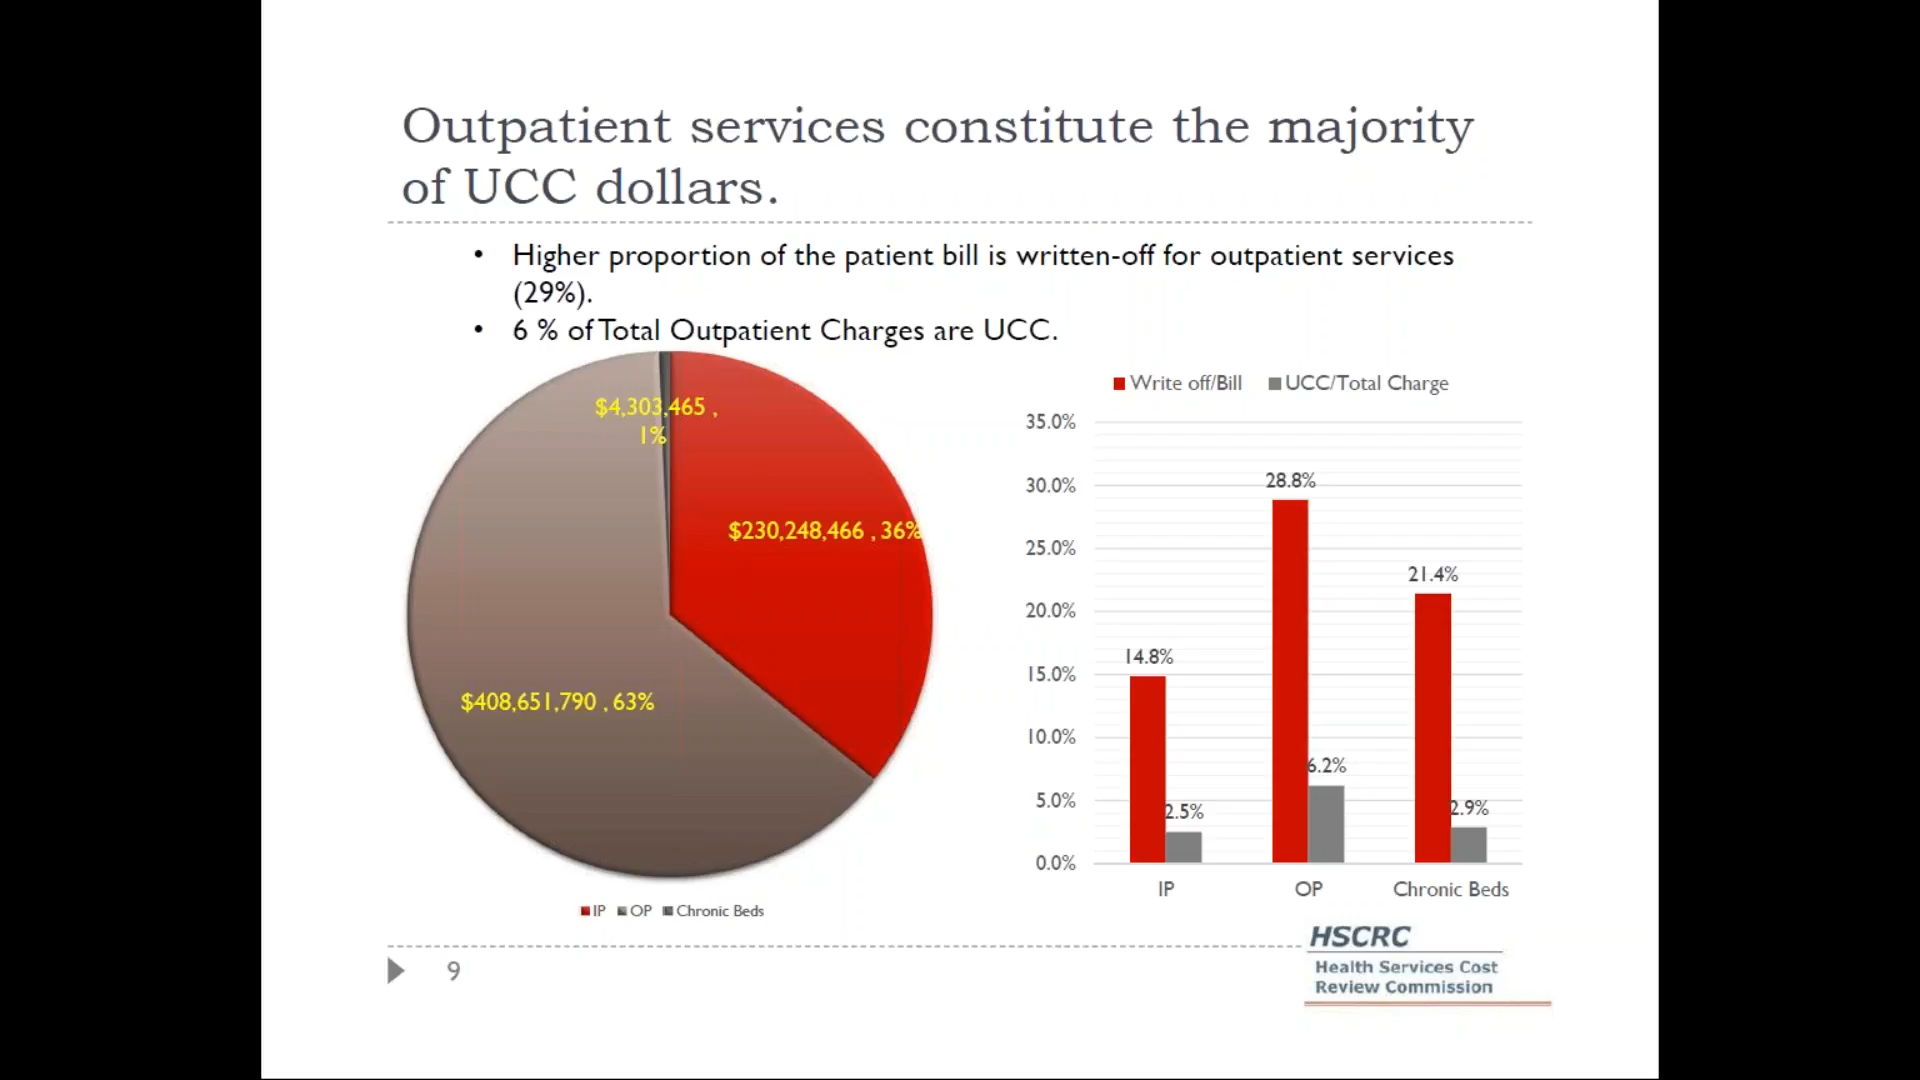 Outpatient services constitute the majority
of UCC dollars.
• Higher proportion of the patient bill is written-off for outpatient services
(29%).
• 6 % of Total Outpatient Charges are UCC.
$4,303,465 ,
1%
$230,248,466 , 36%
$408,651,790 , 63%
IP OP Chronic Beds
Write off/Bill UCC/Total Charge
35.0%
30.0%
25.0%
20.0%
15.0%
10.0%
5.0%
0.0%
14.8%
2.5%
28.8%
6.2%
21.4%
2.9%
IP OP Chronic Beds
9
HSCRC
Health Services Cost
Review Commission